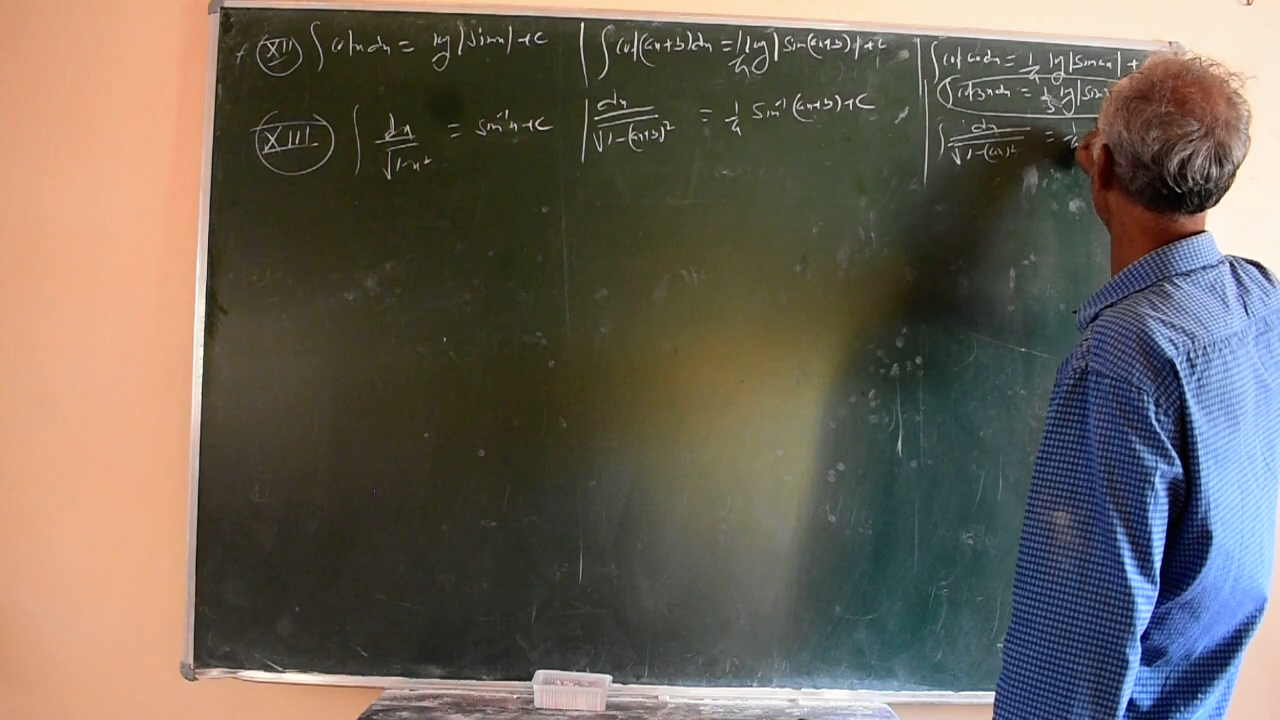 XII ∫ cot x dx = log |sin x| + C
∫ cot(ax+b) dx = 1/a log |sin(ax+b)| + C
∫ cot ax dx = 1/a log |sin ax| +
∫ cot 3x dx = 1/3 log |sin
XIII ∫ dx/√1-x² = sin⁻¹x + C
dx/√1-(ax+b)² = 1/a sin⁻¹(ax+b) + C
∫ dx/√1-(ax)² = 1/a